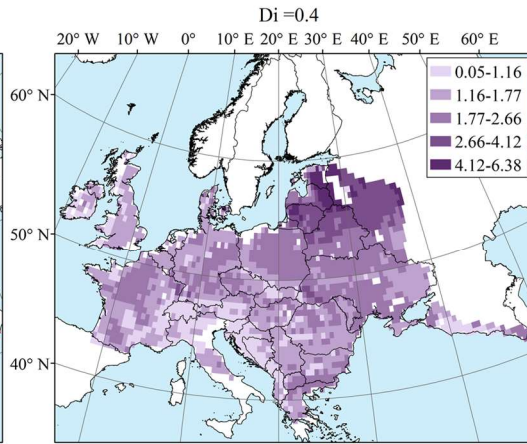 Di =0.4
20° W 10° W 0° 10° E 20° E 30° E 40° E 50° E 60° E
60° N
50° N
40° N
0.05-1.16
1.16-1.77
1.77-2.66
2.66-4.12
4.12-6.38